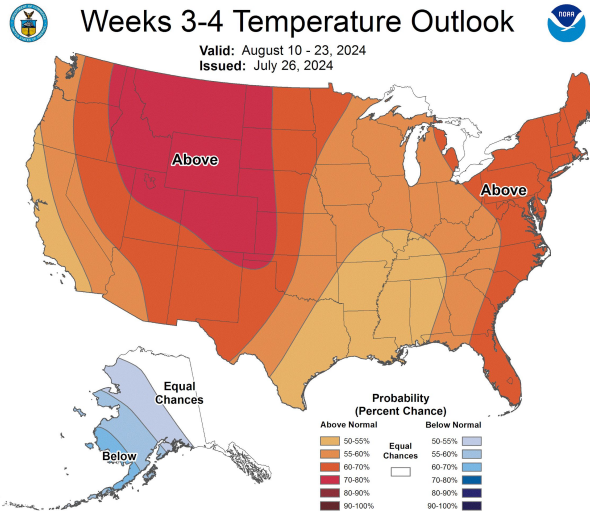 Weeks 3-4 Temperature Outlook
Valid: August 10 - 23, 2024
Issued: July 26, 2024
NOAA
Above
Above
Equal
Chances
Below
Probability
(Percent Chance)
Above Normal
Below Normal
50-55%
55-60%
60-70%
70-80%
80-90%
90-100%
Equal
Chances
50-55%
55-60%
60-70%
70-80%
80-90%
90-100%